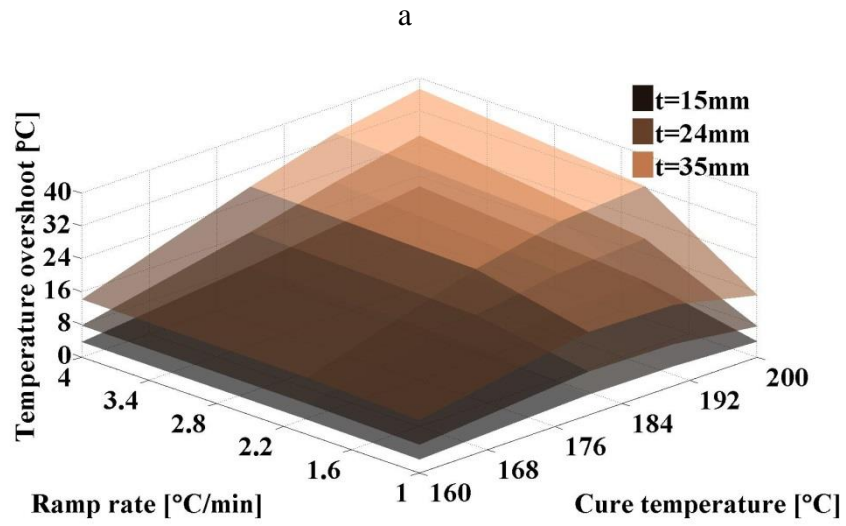 a
t=15mm
t=24mm
t=35mm
Temperature overshoot [°C]
40
32
24
16
8
0
4
3.4
2.8
2.2
1.6
1
160
168
176
184
192
200
Ramp rate [°C/min]
Cure temperature [°C]